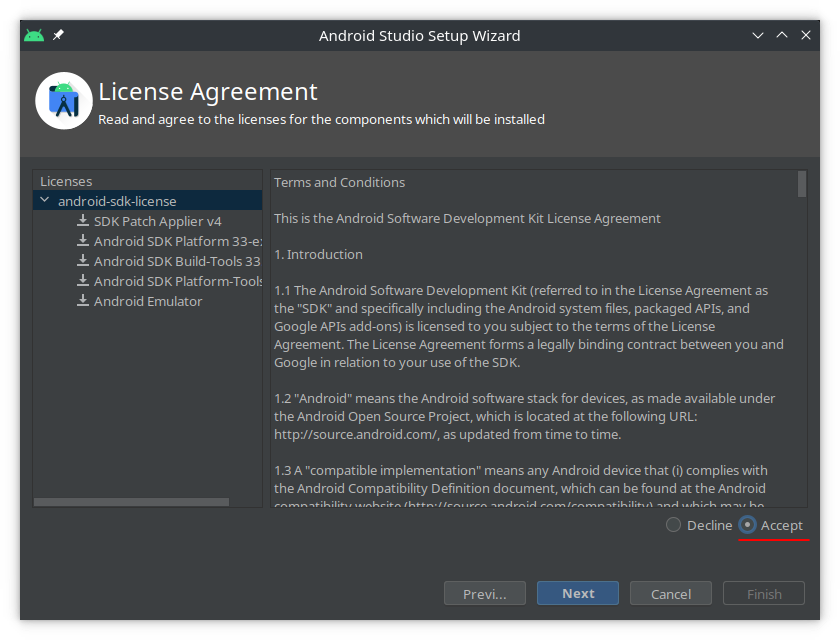 Android Studio Setup Wizard
License Agreement
Read and agree to the licenses for the components which will be installed
Licenses
android-sdk-license
SDK Patch Applier v4
Android SDK Platform 33-e
Android SDK Build-Tools 33
Android SDK Platform-Tools
Android Emulator
Terms and Conditions
This is the Android Software Development Kit License Agreement
1. Introduction
1.1 The Android Software Development Kit (referred to in the License Agreement as
the "SDK" and specifically including the Android system files, packaged APIs, and
Google APIs add-ons) is licensed to you subject to the terms of the License
Agreement. The License Agreement forms a legally binding contract between you and
Google in relation to your use of the SDK.
1.2 "Android" means the Android software stack for devices, as made available under
the Android Open Source Project, which is located at the following URL:
http://source.android.com/, as updated from time to time.
1.3 A "compatible implementation" means any Android device that (i) complies with
the Android Compatibility Definition document, which can be found at the Android
compatibility website (http://source.android.com/compatibility) and which may be
Decline
Accept
Previ...
Next
Cancel
Finish